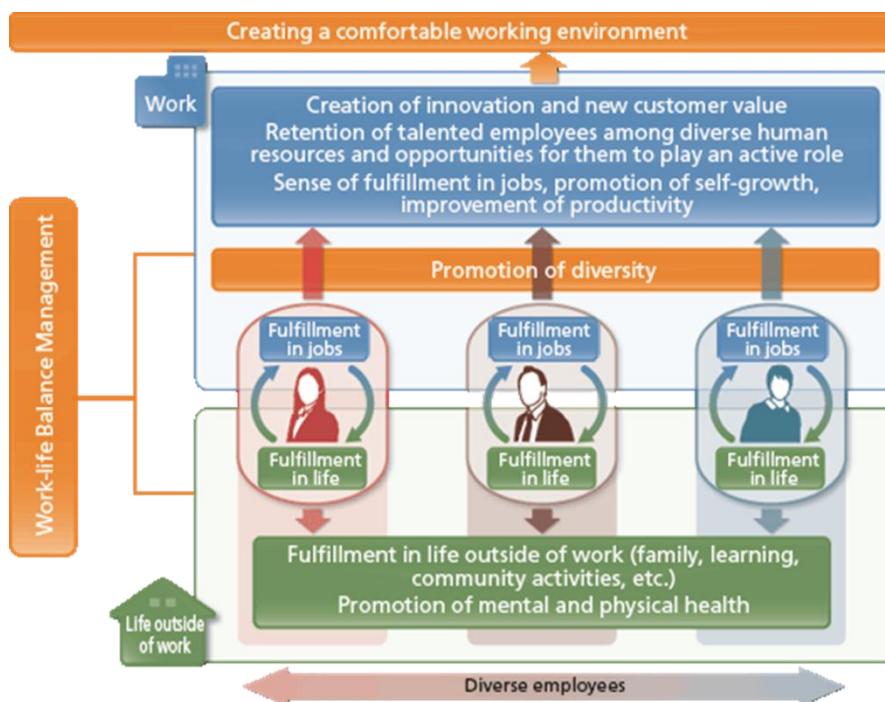 Creating a comfortable working environment
Work
Creation of innovation and new customer value
Retention of talented employees among diverse human
resources and opportunities for them to play an active role
Sense of fulfillment in jobs, promotion of self-growth,
improvement of productivity
Work-life Balance Management
Promotion of diversity
Fulfillment
in jobs
Fulfillment
in jobs
Fulfillment
in jobs
Fulfillment
in life
Fulfillment
in life
Fulfillment
in life
Fulfillment in life outside of work (family, learning,
community activities, etc.)
Promotion of mental and physical health
Life outside
of work
Diverse employees